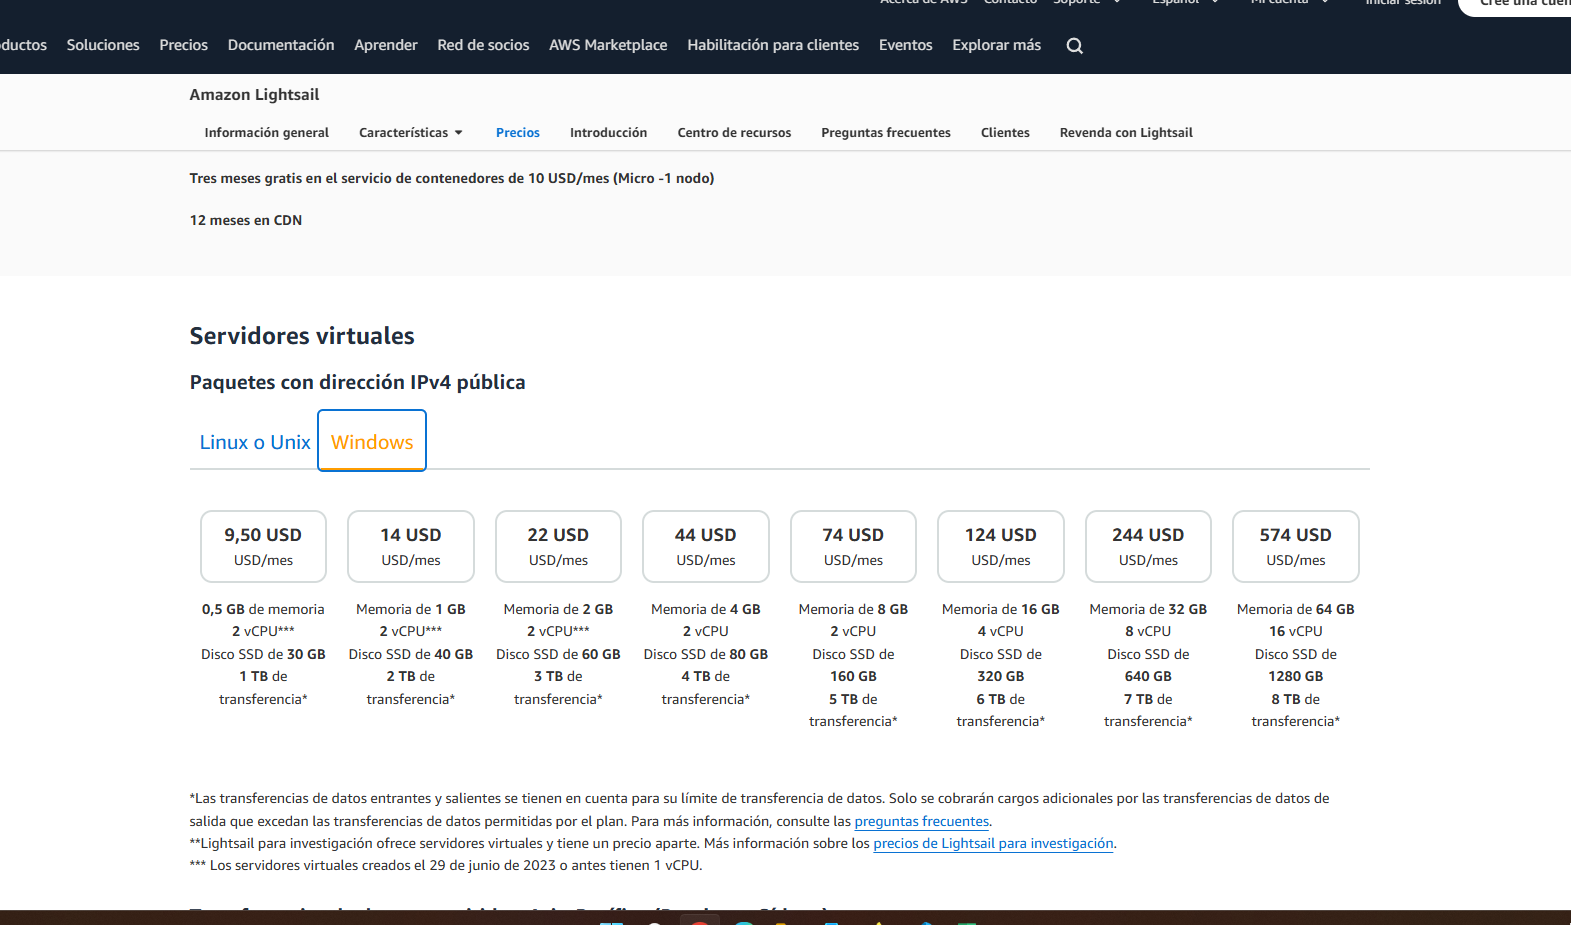 Acerca de AWS Contacto Soporte Español Mi cuenta Iniciar sesión
Productos Soluciones Precios Documentación Aprender Red de socios AWS Marketplace Habilitación para clientes Eventos Explorar más
Amazon Lightsail
Información general Características Precios Introducción Centro de recursos Preguntas frecuentes Clientes Revenda con Lightsail
Tres meses gratis en el servicio de contenedores de 10 USD/mes (Micro -1 nodo)
12 meses en CDN
Servidores virtuales
Paquetes con dirección IPv4 pública
Linux o Unix Windows
9,50 USD 14 USD 22 USD 44 USD 74 USD 124 USD 244 USD 574 USD
USD/mes USD/mes USD/mes USD/mes USD/mes USD/mes USD/mes USD/mes
0,5 GB de memoria Memoria de 1 GB Memoria de 2 GB Memoria de 4 GB Memoria de 8 GB Memoria de 16 GB Memoria de 32 GB Memoria de 64 GB
2 vCPU*** 2 vCPU*** 2 vCPU*** 2 vCPU 2 vCPU 4 vCPU 8 vCPU 16 vCPU
Disco SSD de 30 GB Disco SSD de 40 GB Disco SSD de 60 GB Disco SSD de 80 GB Disco SSD de Disco SSD de Disco SSD de Disco SSD de
1 TB de 2 TB de 3 TB de 4 TB de 160 GB 320 GB 640 GB 1280 GB
transferencia* transferencia* transferencia* transferencia* 5 TB de 6 TB de 7 TB de 8 TB de
transferencia* transferencia* transferencia* transferencia*
*Las transferencias de datos entrantes y salientes se tienen en cuenta para su límite de transferencia de datos. Solo se cobrarán cargos adicionales por las transferencias de datos de
salida que excedan las transferencias de datos permitidas por el plan. Para más información, consulte las preguntas frecuentes.
**Lightsail para investigación ofrece servidores virtuales y tiene un precio aparte. Más información sobre los precios de Lightsail para investigación.
*** Los servidores virtuales creados el 29 de junio de 2023 o antes tienen 1 vCPU.